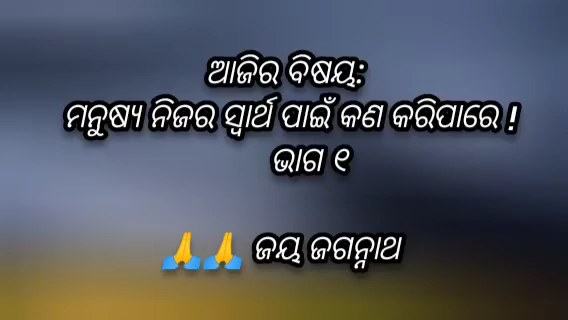 ଆଜିର ବିଷୟ:
ମନୁଷ୍ୟ ନିଜର ସ୍ଵାର୍ଥ ପାଇଁ କଣ କରିପାରେ !
ଭାଗ ୧
🙏🙏 ଜୟ ଜଗନ୍ନାଥ